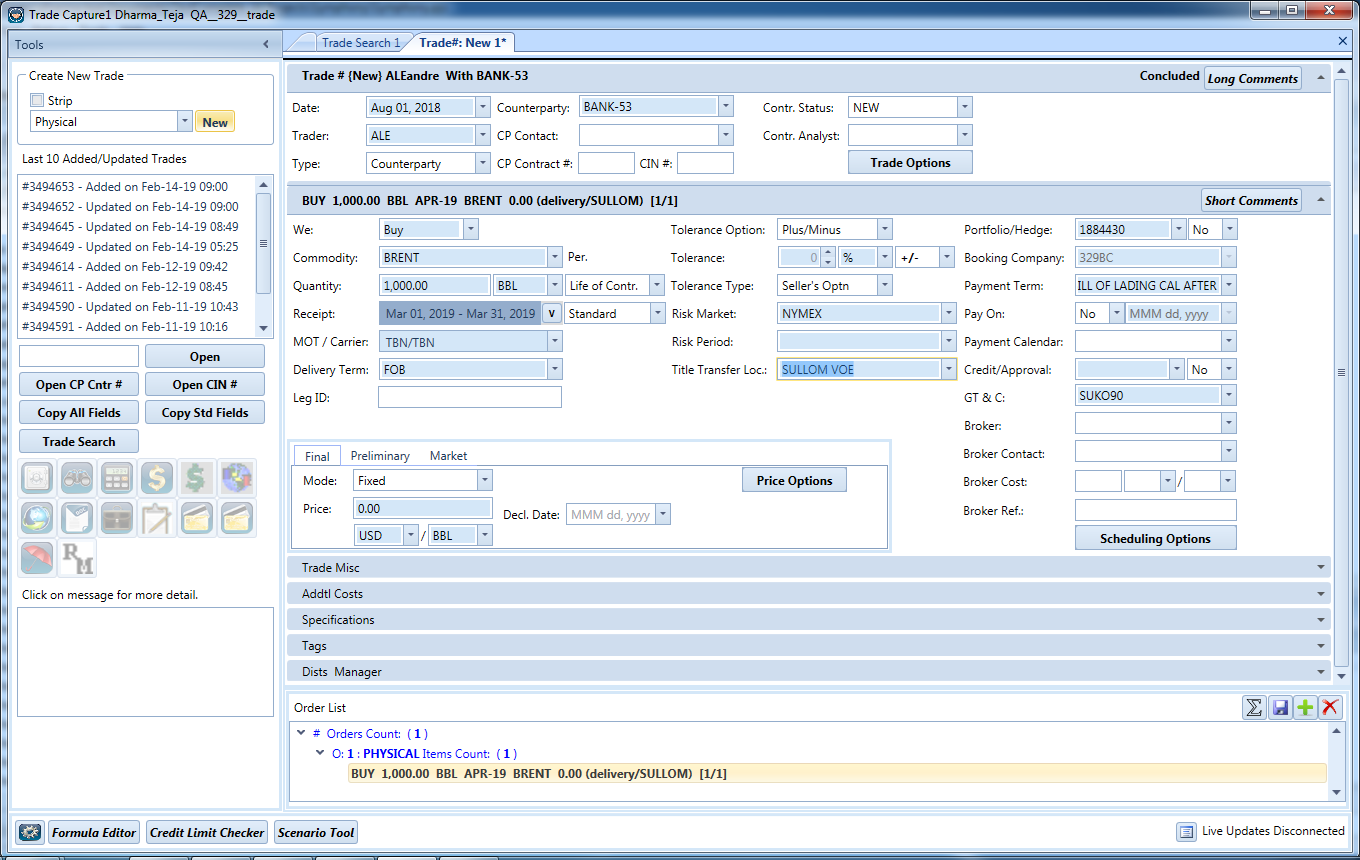 Trade Capture1 Dharma_Teja QA__329__trade
Tools
Create New Trade
Strip
Physical New
Last 10 Added/Updated Trades
#3494653 - Added on Feb-14-19 09:00
#3494652 - Updated on Feb-14-19 09:00
#3494645 - Updated on Feb-14-19 08:49
#3494649 - Updated on Feb-14-19 05:25
#3494614 - Added on Feb-12-19 09:42
#3494611 - Added on Feb-12-19 08:45
#3494590 - Updated on Feb-11-19 10:43
#3494591 - Added on Feb-11-19 10:16
Open
Open CP Cntr # Open CIN #
Copy All Fields Copy Std Fields
Trade Search
RM
Click on message for more detail.
Trade Search 1 Trade#: New 1*
Trade # {New} ALEandre With BANK-53 Concluded Long Comments
Date: Aug 01, 2018 Counterparty: BANK-53 Contr. Status: NEW
Trader: ALE CP Contact: Contr. Analyst:
Type: Counterparty CP Contract #: CIN #: Trade Options
BUY 1,000.00 BBL APR-19 BRENT 0.00 (delivery/SULLOM) [1/1] Short Comments
We: Buy Tolerance Option: Plus/Minus Portfolio/Hedge: 1884430 No
Commodity: BRENT Per. Tolerance: 0 % +/- Booking Company: 329BC
Quantity: 1,000.00 BBL Life of Contr. Tolerance Type: Seller's Optn Payment Term: ILL OF LADING CAL AFTER
Receipt: Mar 01, 2019 - Mar 31, 2019 v Standard Risk Market: NYMEX Pay On: No MMM dd, yyyy
MOT / Carrier: TBN/TBN Risk Period: Payment Calendar:
Delivery Term: FOB Title Transfer Loc.: SULLOM VOE Credit/Approval: No
Leg ID: GT & C: SUKO90
Broker:
Broker Contact:
Broker Cost: /
Broker Ref.:
Scheduling Options
Final Preliminary Market
Mode: Fixed Price Options
Price: 0.00 Decl. Date: MMM dd, yyyy
USD / BBL
Trade Misc
Addtl Costs
Specifications
Tags
Dists Manager
Order List
# Orders Count: ( 1 )
O: 1 : PHYSICAL Items Count: ( 1 )
BUY 1,000.00 BBL APR-19 BRENT 0.00 (delivery/SULLOM) [1/1]
Formula Editor Credit Limit Checker Scenario Tool Live Updates Disconnected